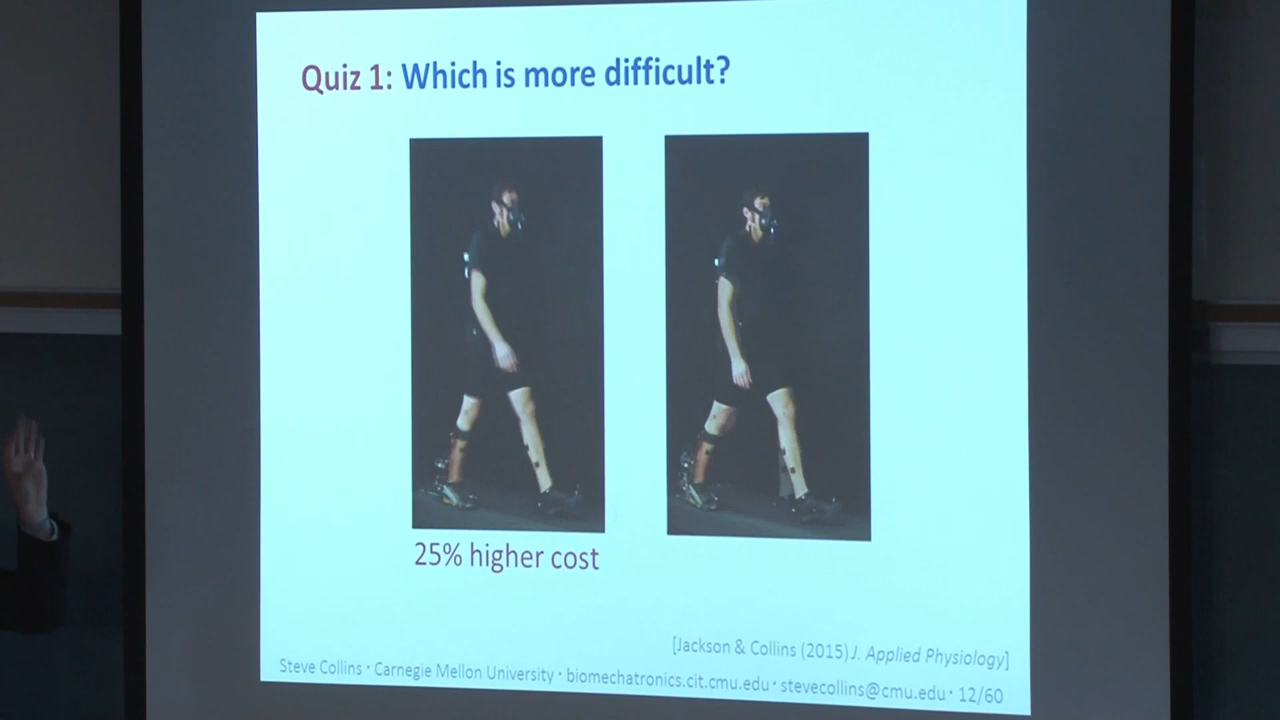 Quiz 1: Which is more difficult?
25% higher cost
[Jackson & Collins (2015) J. Applied Physiology]
Steve Collins · Carnegie Mellon University · biomechatronics.cit.cmu.edu · stevecollins@cmu.edu · 12/60